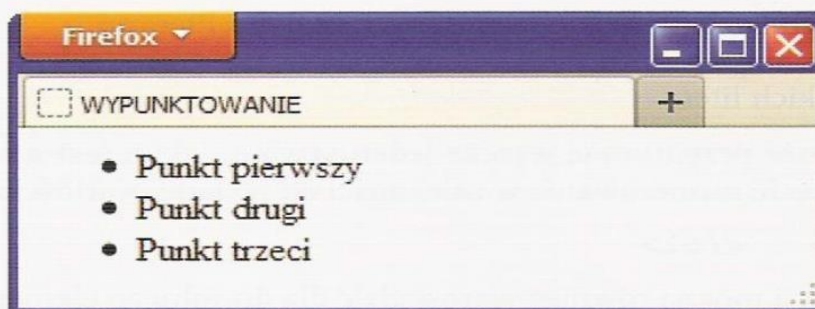 Firefox
WYPUNKTOWANIE
Punkt pierwszy
Punkt drugi
Punkt trzeci